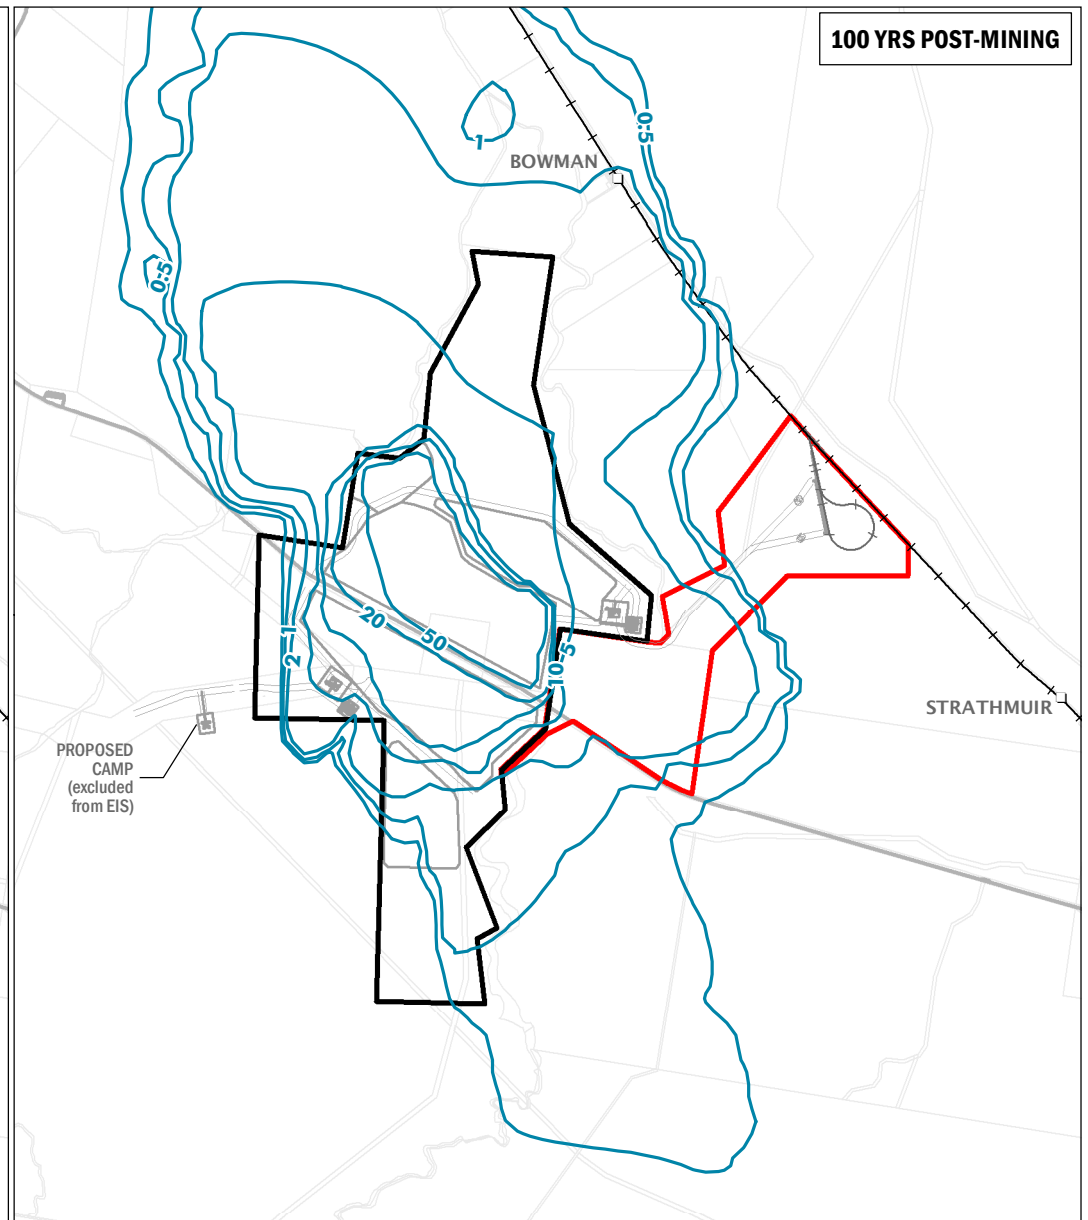 100 YRS POST-MINING
0.5
1
BOWMAN
0.5
20
50
1
2
10
5
STRATHMUIR
PROPOSED
CAMP
(excluded
from EIS)